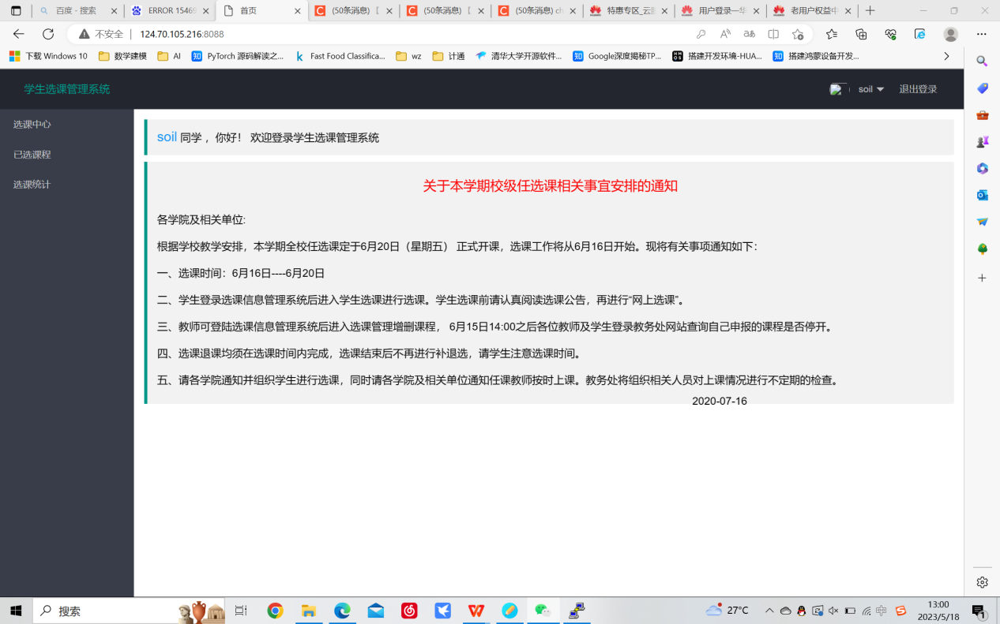 百度 - 搜索
ERROR 15469
首页
(50条消息) 【
(50条消息) 【
(50条消息) ch
特惠专区_云
用户登录—华
老用户权益中
不安全 124.70.105.216:8088
下载 Windows 10 数学建模 AI PyTorch 源码解读之... Fast Food Classifica... wz 计通 清华大学开源软件... Google深度揭秘TP... 搭建开发环境-HUA... 搭建鸿蒙设备开发...
学生选课管理系统
soil 退出登录
选课中心
已选课程
选课统计
soil 同学 ，你好！ 欢迎登录学生选课管理系统
关于本学期校级任选课相关事宜安排的通知
各学院及相关单位:
根据学校教学安排，本学期全校任选课定于6月20日（星期五） 正式开课，选课工作将从6月16日开始。现将有关事项通知如下：
一、选课时间：6月16日----6月20日
二、学生登录选课信息管理系统后进入学生选课进行选课。学生选课前请认真阅读选课公告，再进行“网上选课”。
三、教师可登陆选课信息管理系统后进入选课管理增删课程， 6月15日14:00之后各位教师及学生登录教务处网站查询自己申报的课程是否停开。
四、选课退课均须在选课时间内完成，选课结束后不再进行补退选，请学生注意选课时间。
五、请各学院通知并组织学生进行选课，同时请各学院及相关单位通知任课教师按时上课。教务处将组织相关人员对上课情况进行不定期的检查。
2020-07-16
搜索
27°C
中
13:00
2023/5/18
1